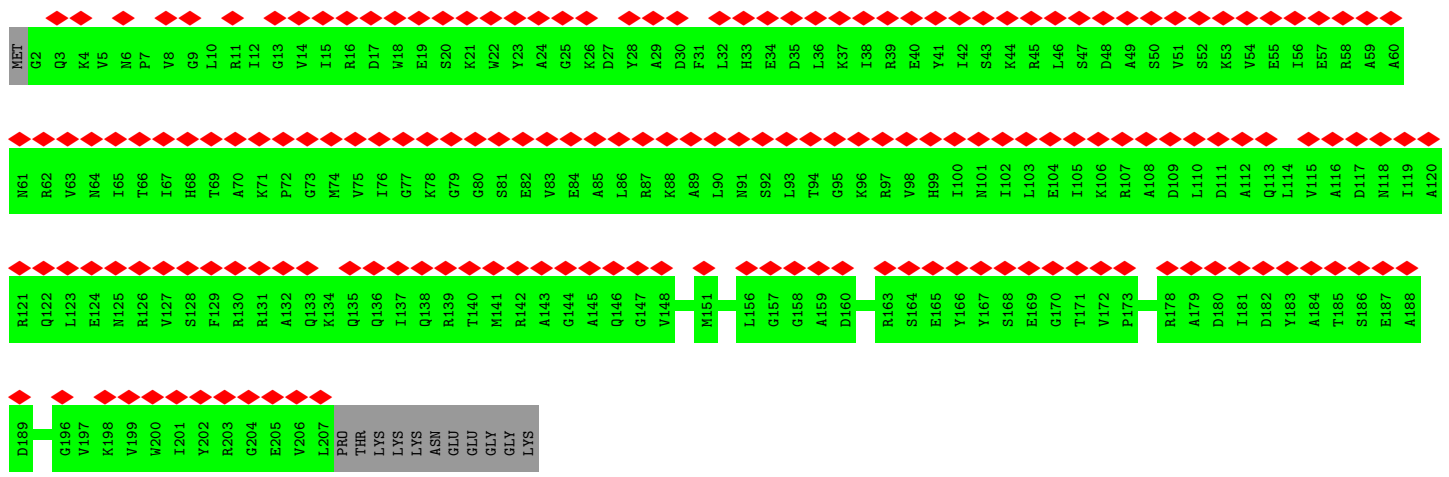 MET G2 Q3 K4 V5 N6 P7 V8 G9 L10 R11 I12 G13 V14 I15 R16 D17 W18 E19 S20 K21 W22 Y23 A24 G25 K26 D27 Y28 A29 D30 F31 L32 H33 E34 D35 L36 K37 I38 R39 E40 Y41 I42 S43 K44 R45 L46 S47 D48 A49 S50 V51 S52 K53 V54 E55 I56 E57 R58 A59 A60
N61 R62 V63 N64 I65 T66 I67 H68 T69 A70 K71 P72 G73 M74 V75 I76 G77 K78 G79 G80 S81 E82 V83 E84 A85 L86 R87 K88 A89 L90 N91 S92 L93 T94 G95 K96 R97 V98 H99 I100 N101 I102 L103 E104 I105 K106 R107 A108 D109 L110 D111 A112 Q113 L114 V115 A116 D117 N118 I119 A120
R121 Q122 L123 E124 N125 R126 V127 S128 F129 R130 R131 A132 Q133 K134 Q135 Q136 I137 Q138 R139 T140 M141 R142 A143 G144 A145 Q146 G147 V148 M151 L156 G157 G158 A159 D160 R163 S164 E165 Y166 Y167 S168 E169 G170 T171 V172 P173 R178 A179 D180 I181 D182 Y183 A184 T185 S186 E187 A188
D189 G196 V197 K198 V199 W200 I201 Y202 R203 G204 E205 V206 L207 PRO THR LYS LYS LYS ASN GLU GLU GLY GLY LYS